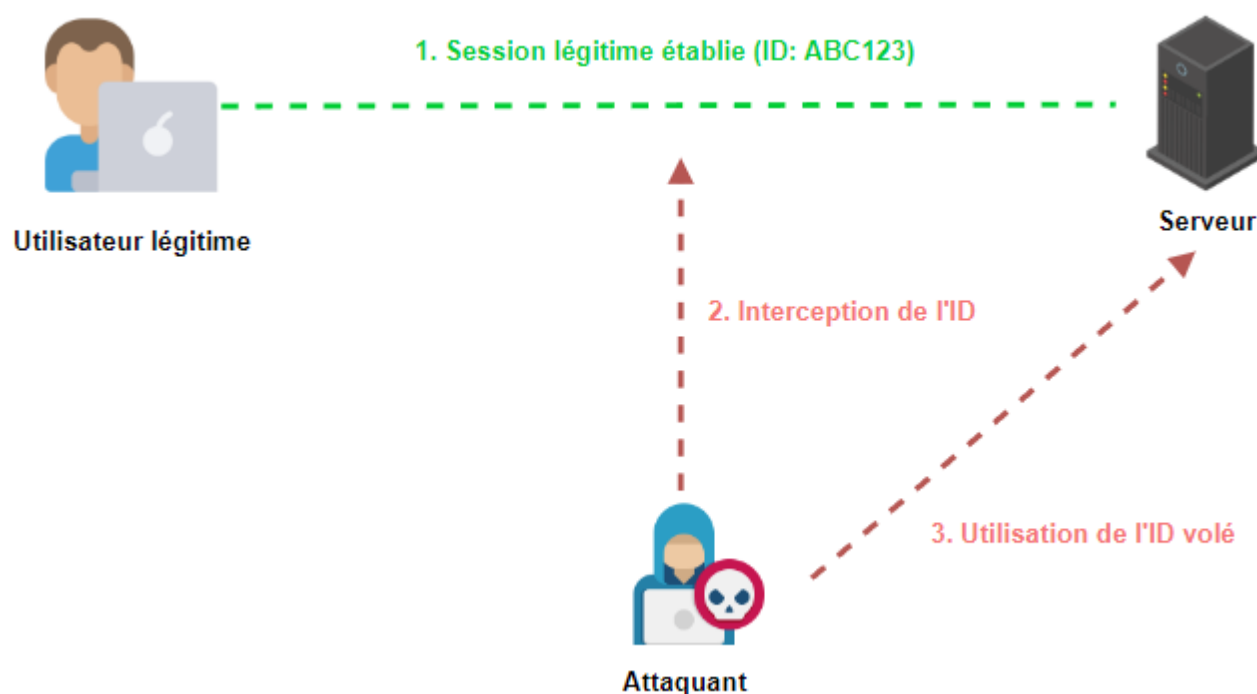 1. Session légitime établie (ID: ABC123)
Utilisateur légitime
Serveur
2. Interception de l'ID
3. Utilisation de l'ID volé
Attaquant